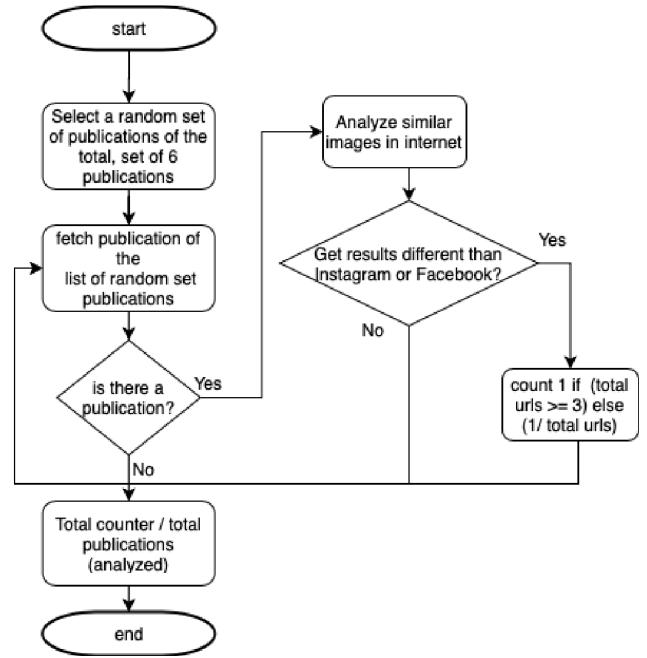 start
Select a random set
of publications of the
total, set of 6
publications
fetch publication of
the
list of random set
publications
is there a
publication?
Yes
No
Analyze similar
images in internet
Get results different than
Instagram or Facebook?
Yes
No
count 1 if (total
urls >= 3) else
(1/ total urls)
Total counter / total
publications
(analyzed)
end